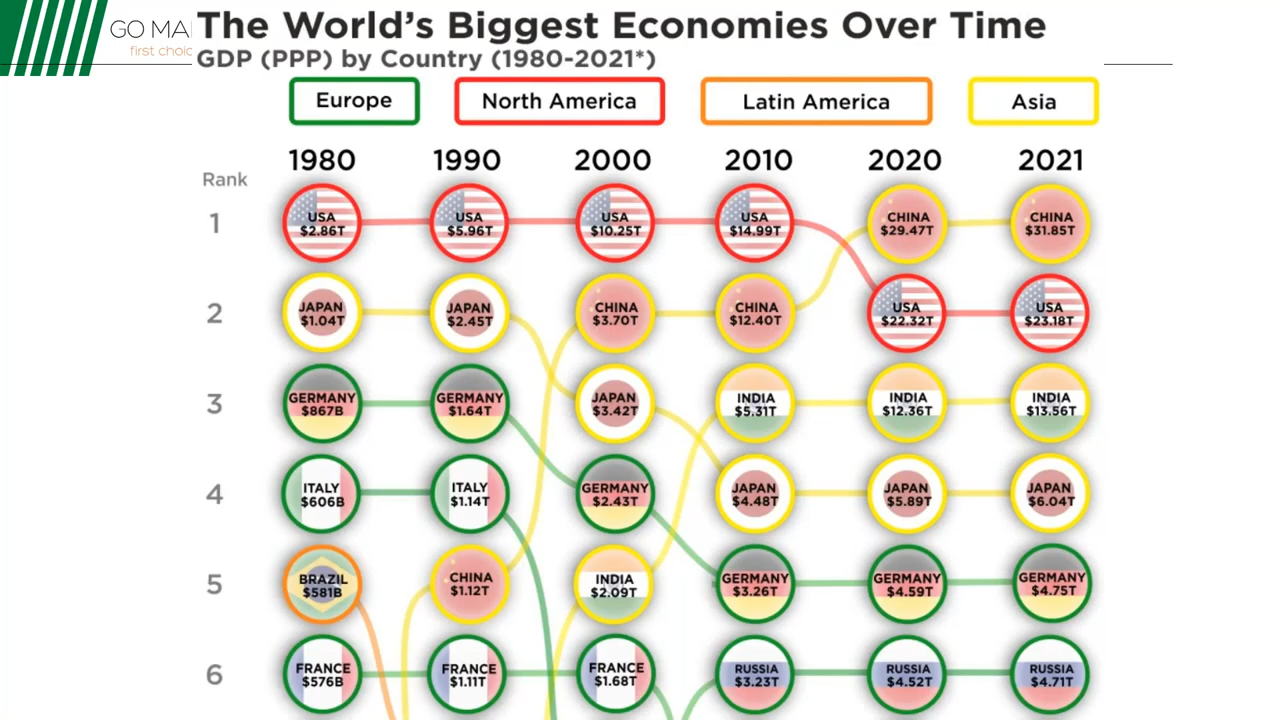 GO MA
first choic
The World's Biggest Economies Over Time
GDP (PPP) by Country (1980-2021*)
Europe
North America
Latin America
Asia
1980
1990
2000
2010
2020
2021
Rank
1
USA
$2.86T
USA
$5.96T
USA
$10.25T
USA
$14.99T
CHINA
$29.47T
CHINA
$31.85T
2
JAPAN
$1.04T
JAPAN
$2.45T
CHINA
$3.70T
CHINA
$12.40T
USA
$22.32T
USA
$23.18T
3
GERMANY
$867B
GERMANY
$1.64T
JAPAN
$3.42T
INDIA
$5.31T
INDIA
$12.36T
INDIA
$13.56T
4
ITALY
$606B
ITALY
$1.14T
GERMANY
$2.43T
JAPAN
$4.48T
JAPAN
$5.89T
JAPAN
$6.04T
5
BRAZIL
$581B
CHINA
$1.12T
INDIA
$2.09T
GERMANY
$3.26T
GERMANY
$4.59T
GERMANY
$4.75T
6
FRANCE
$576B
FRANCE
$1.11T
FRANCE
$1.68T
RUSSIA
$3.23T
RUSSIA
$4.52T
RUSSIA
$4.71T